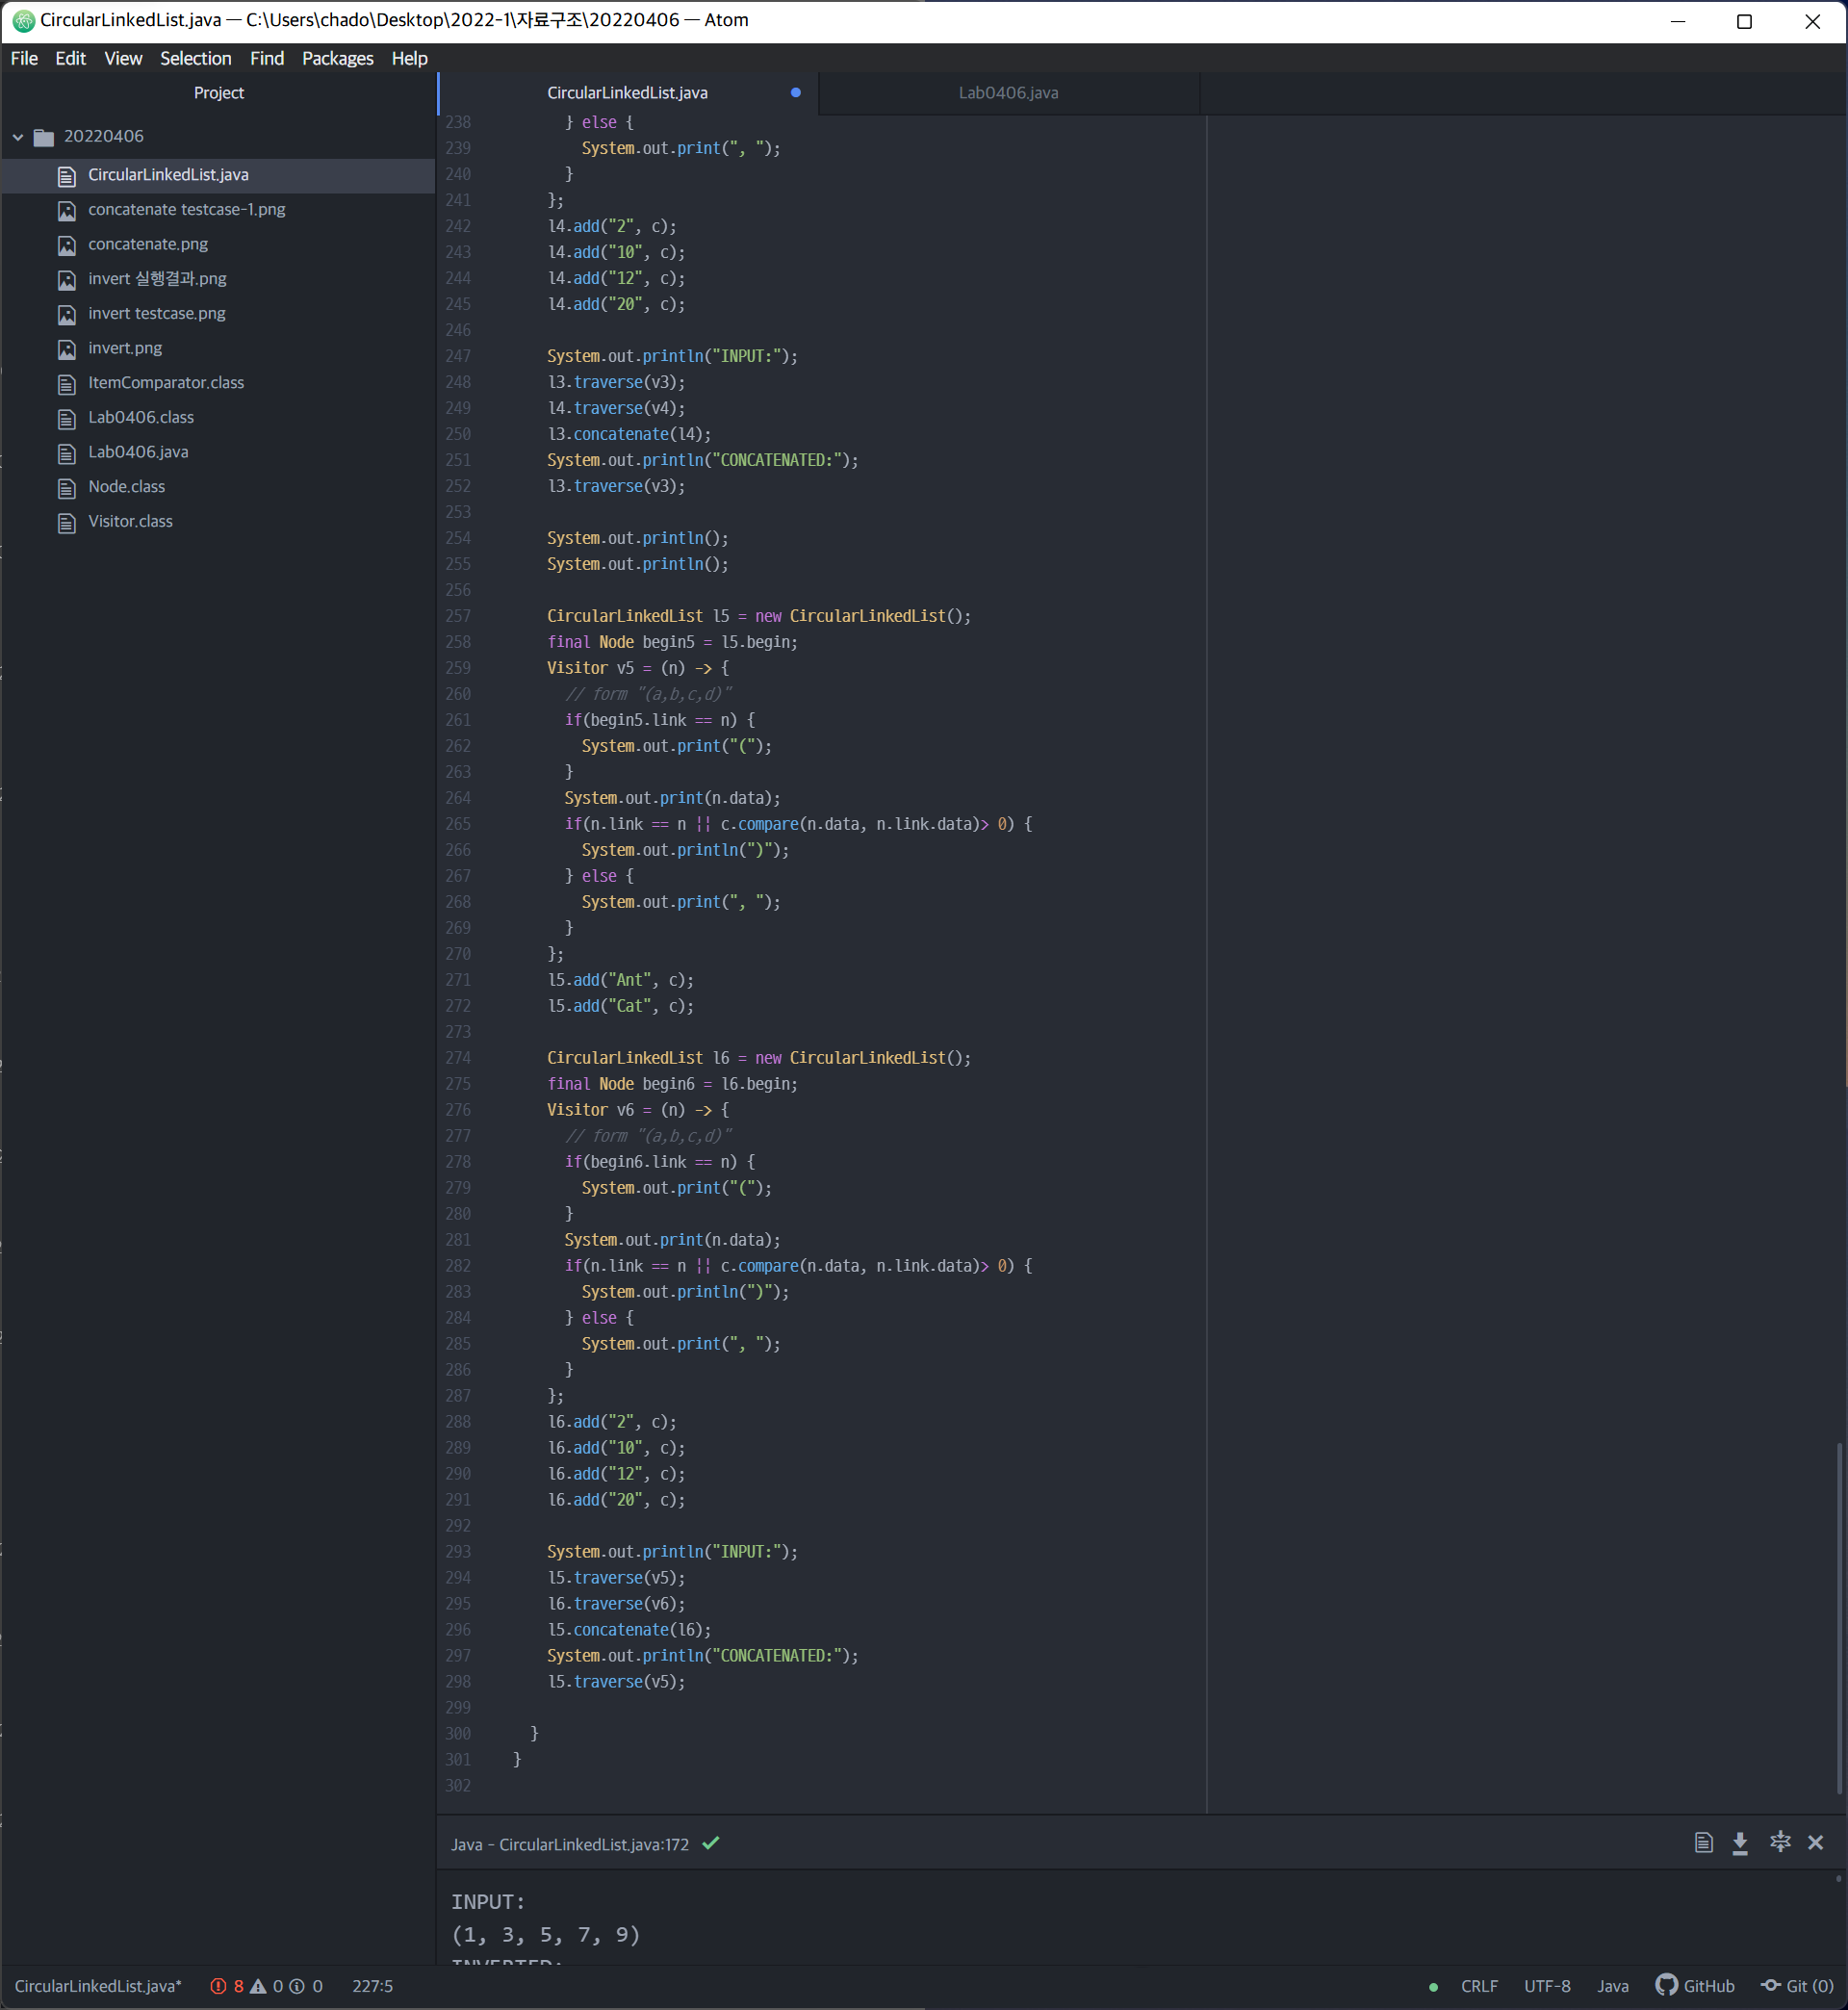 CircularLinkedList.java — C:\Users\chado\Desktop\2022-1\자료구조\20220406 — Atom
File Edit View Selection Find Packages Help
Project
20220406
CircularLinkedList.java
concatenate testcase-1.png
concatenate.png
invert 실행결과.png
invert testcase.png
invert.png
ItemComparator.class
Lab0406.class
Lab0406.java
Node.class
Visitor.class
CircularLinkedList.java
Lab0406.java
238 } else {
239 System.out.print(", ");
240 }
241 };
242 l4.add("2", c);
243 l4.add("10", c);
244 l4.add("12", c);
245 l4.add("20", c);
246
247 System.out.println("INPUT:");
248 l3.traverse(v3);
249 l4.traverse(v4);
250 l3.concatenate(l4);
251 System.out.println("CONCATENATED:");
252 l3.traverse(v3);
253
254 System.out.println();
255 System.out.println();
256
257 CircularLinkedList l5 = new CircularLinkedList();
258 final Node begin5 = l5.begin;
259 Visitor v5 = (n) -> {
260 // form "(a,b,c,d)"
261 if(begin5.link == n) {
262 System.out.print("(");
263 }
264 System.out.print(n.data);
265 if(n.link == n || c.compare(n.data, n.link.data)> 0) {
266 System.out.println(")");
267 } else {
268 System.out.print(", ");
269 }
270 };
271 l5.add("Ant", c);
272 l5.add("Cat", c);
273
274 CircularLinkedList l6 = new CircularLinkedList();
275 final Node begin6 = l6.begin;
276 Visitor v6 = (n) -> {
277 // form "(a,b,c,d)"
278 if(begin6.link == n) {
279 System.out.print("(");
280 }
281 System.out.print(n.data);
282 if(n.link == n || c.compare(n.data, n.link.data)> 0) {
283 System.out.println(")");
284 } else {
285 System.out.print(", ");
286 }
287 };
288 l6.add("2", c);
289 l6.add("10", c);
290 l6.add("12", c);
291 l6.add("20", c);
292
293 System.out.println("INPUT:");
294 l5.traverse(v5);
295 l6.traverse(v6);
296 l5.concatenate(l6);
297 System.out.println("CONCATENATED:");
298 l5.traverse(v5);
299
300 }
301 }
302
Java - CircularLinkedList.java:172
INPUT:
(1, 3, 5, 7, 9)
INVERTED:
CircularLinkedList.java* 8 0 0 227:5 CRLF UTF-8 Java GitHub Git (0)